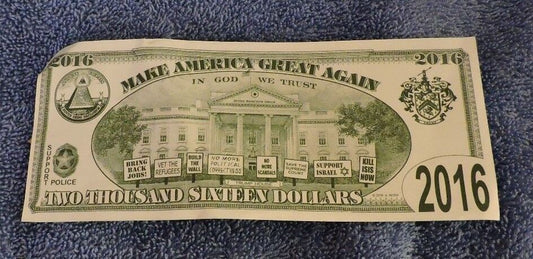 2016
2016
MAKE AMERICA GREAT AGAIN
IN GOD WE TRUST
BRING
BACK
JOBS!
VET THE
REFUGEES
BUILD
THE
WALL
NO MORE
POLITICAL
CORRECTNESS
NO
MORE
SCANDALS
SAVE THE
COURT
SUPPORT
ISRAEL
KILL
ISIS
NOW
SUPPORT
POLICE
TWO THOUSAND SIXTEEN DOLLARS
2016